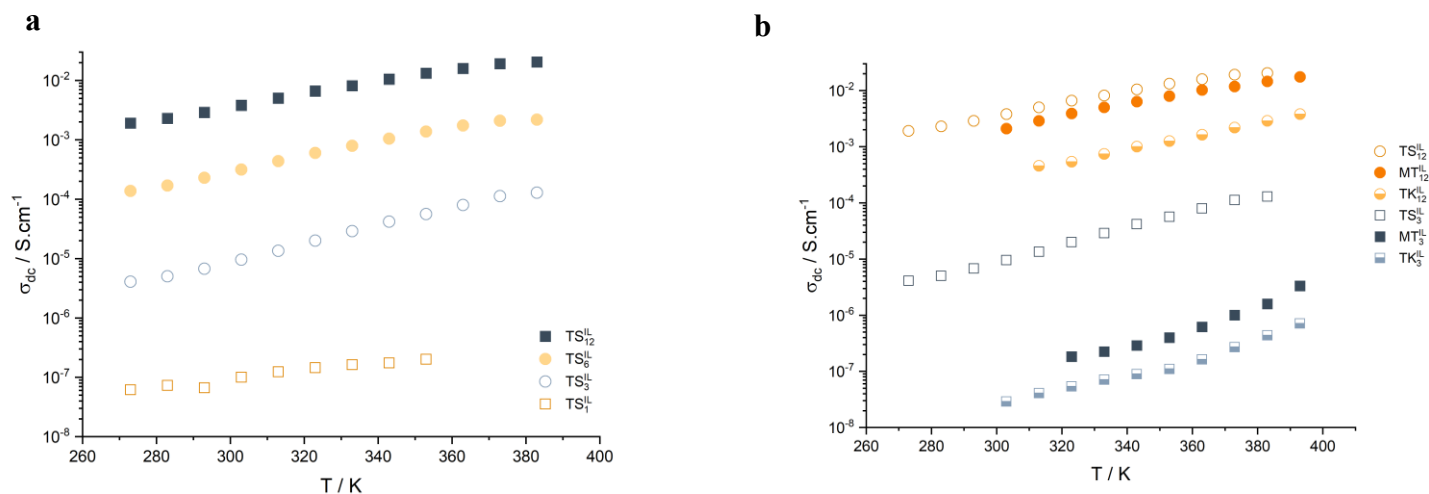 a
σdc / S.cm⁻¹
10⁻²
10⁻³
10⁻⁴
10⁻⁵
10⁻⁶
10⁻⁷
10⁻⁸
TS₁₂ᴵᴸ
TS₆ᴵᴸ
TS₃ᴵᴸ
TS₁ᴵᴸ
260 280 300 320 340 360 380 400
T / K
b
σdc / S.cm⁻¹
10⁻²
10⁻³
10⁻⁴
10⁻⁵
10⁻⁶
10⁻⁷
10⁻⁸
260 280 300 320 340 360 380 400
T / K
TS₁₂ᴵᴸ
MT₁₂ᴵᴸ
TK₁₂ᴵᴸ
TS₃ᴵᴸ
MT₃ᴵᴸ
TK₃ᴵᴸ